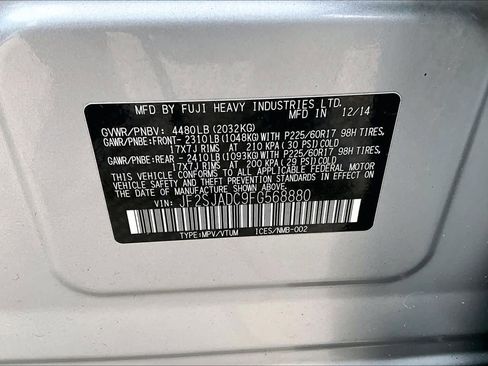 MFD BY FUJI HEAVY INDUSTRIES LTD.
MFD IN 12/14
GVWR/PNBV: 4480LB(2032KG)
GAWR/PNBE:FRONT- 2310LB(1048KG)WITH P225/60R17 98H TIRES,
17X7J RIMS AT 210 KPA(30 PSI)COLD
GAWR/PNBE:REAR - 2410LB(1093KG)WITH P225/60R17 98H TIRES,
17X7J RIMS AT 200 KPA(29 PSI)COLD
THIS VEHICLE CONFORMS TO ALL APPLICABLE FEDERAL MOTOR
VEHICLE SAFETY, BUMPER, AND THEFT PREVENTION STANDARDS
IN EFFECT ON THE DATE OF MANUFACTURE SHOWN ABOVE.
VIN: JF2SJADC9FG568880
TYPE:MPV/VTUM ICES/NMB-002